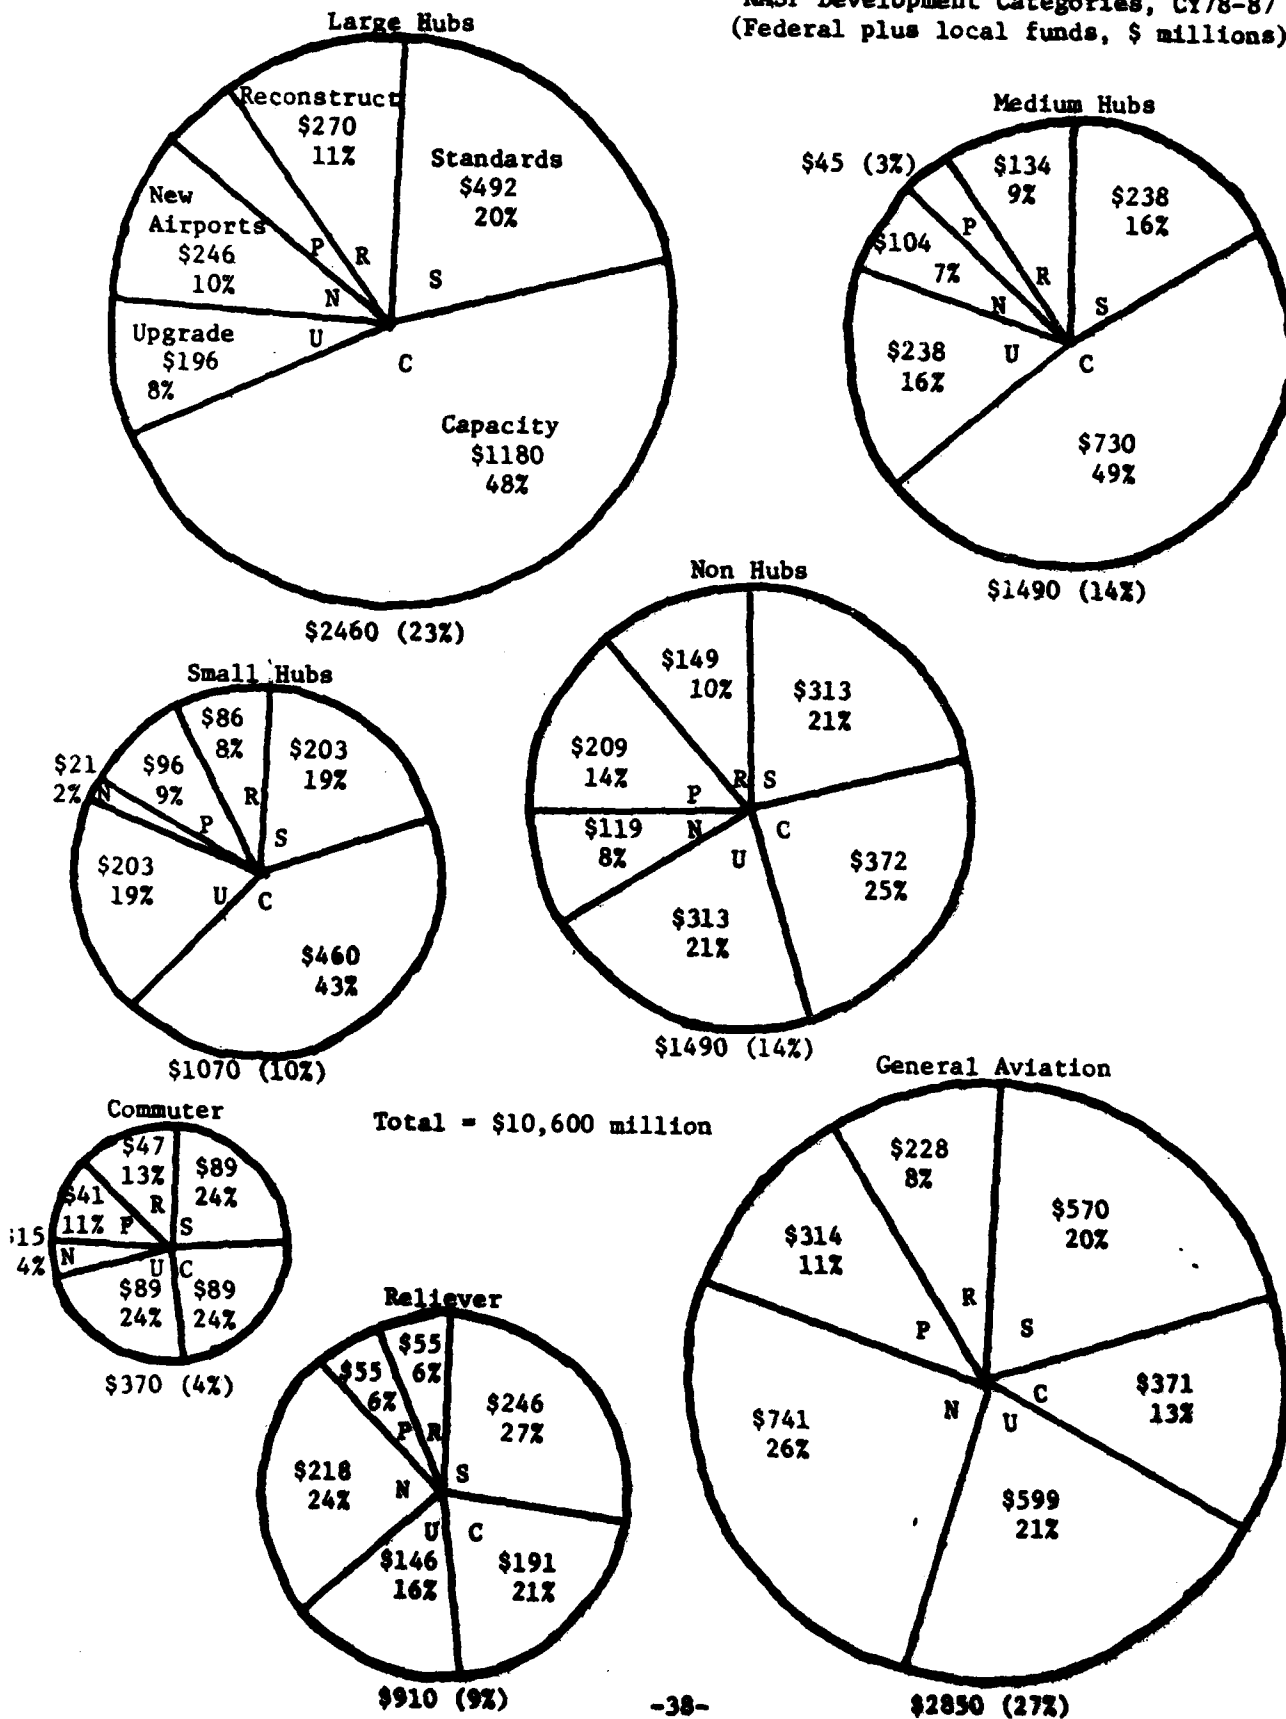 Development Categories, CY78-87
(Federal plus local funds, $ millions)
Large Hubs
Reconstruct
$270
11%
Standards
$492
20%
New
Airports
$246
10%
P
R
S
N
U
C
Upgrade
$196
8%
Capacity
$1180
48%
$2460 (23%)
Medium Hubs
$45 (3%)
$134
9%
$238
16%
$104
7%
P
R
N
S
U
C
$238
16%
$730
49%
$1490 (14%)
Non Hubs
$149
10%
$313
21%
$209
14%
P
R
S
N
C
U
$119
8%
$372
25%
$313
21%
$1490 (14%)
Small Hubs
$86
8%
$203
19%
$21
2%
N
$96
9%
R
P
S
$203
19%
U
C
$460
43%
$1070 (10%)
Commuter
$47
13%
$89
24%
$41
11%
R
P
S
15
4%
N
U
C
$89
24%
$89
24%
$370 (4%)
Total = $10,600 million
General Aviation
$228
8%
$570
20%
$314
11%
R
P
S
C
N
U
$371
13%
$741
26%
$599
21%
$2850 (27%)
Reliever
$55
6%
$55
6%
$246
27%
P
R
S
$218
24%
N
U
C
$146
16%
$191
21%
$910 (9%)
-38-